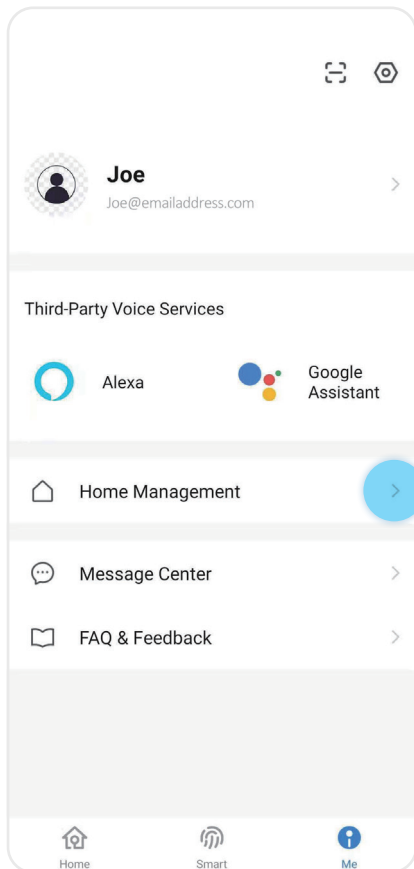 Joe
Joe@emailaddress.com
Third-Party Voice Services
Alexa
Google
Assistant
Home Management
Message Center
FAQ & Feedback
Home
Smart
Me